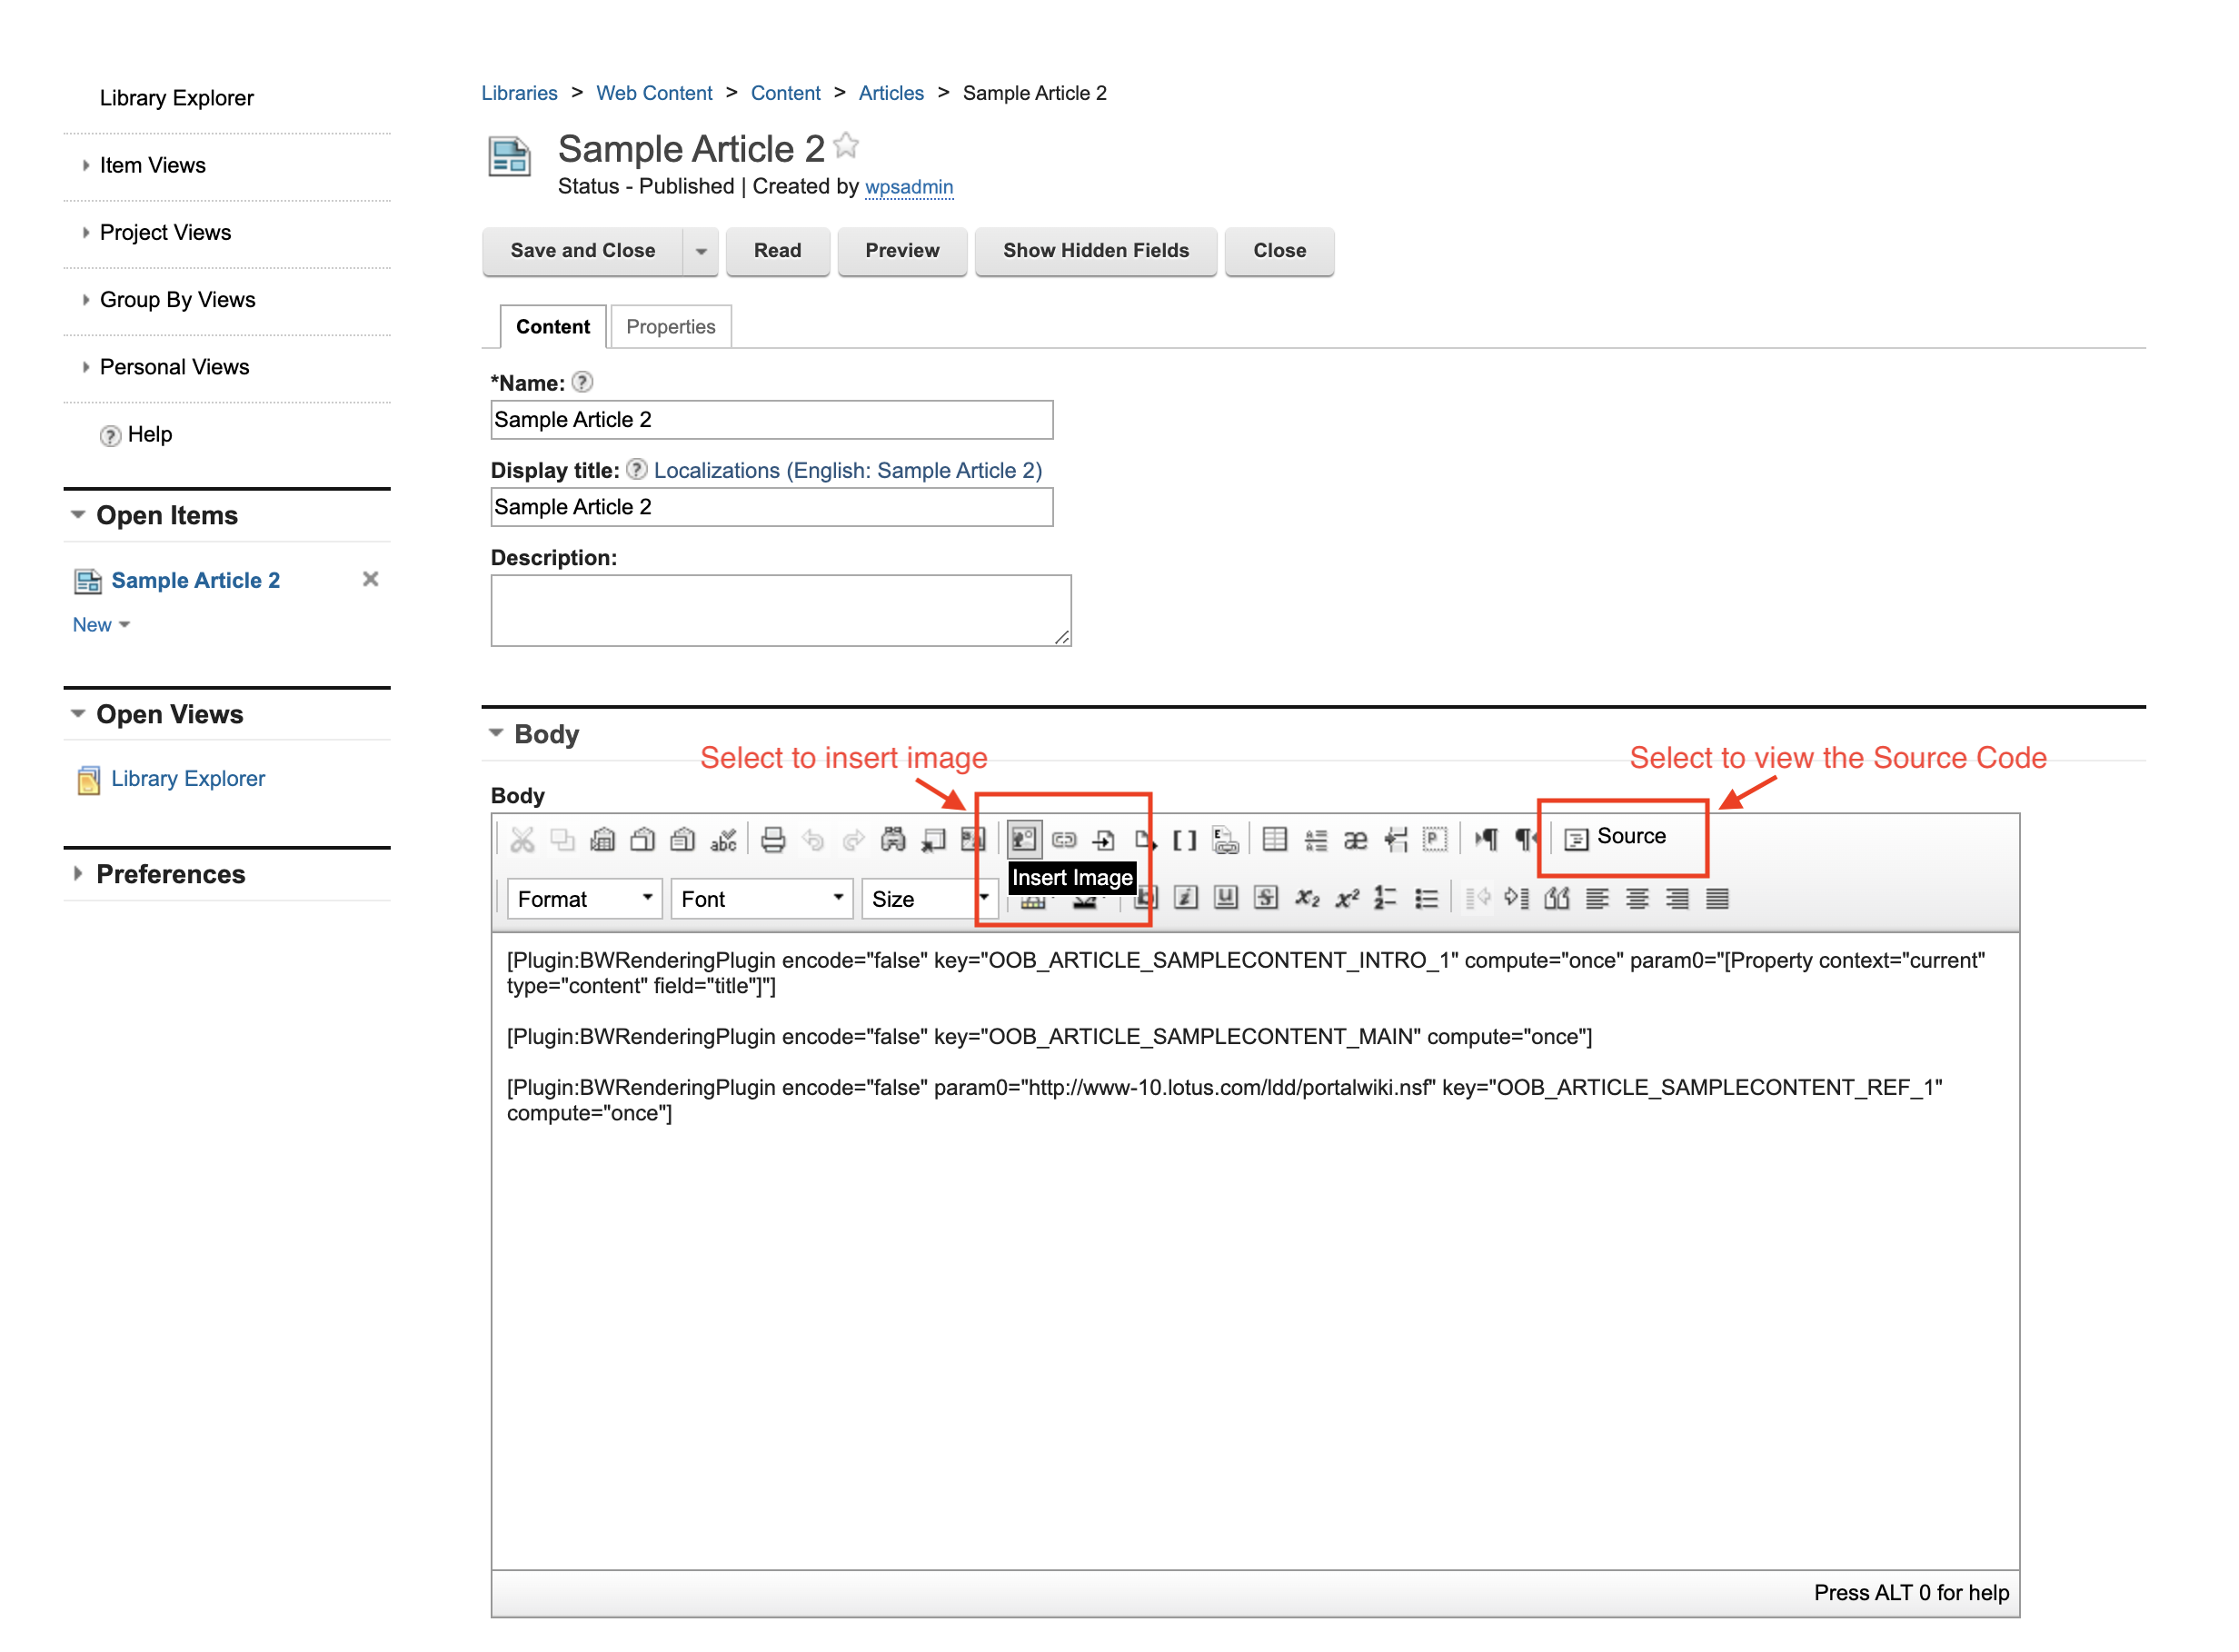 Library Explorer
Item Views
Project Views
Group By Views
Personal Views
Help
Open Items
Sample Article 2
New
Open Views
Library Explorer
Preferences
Libraries > Web Content > Content > Articles > Sample Article 2
Sample Article 2
Status - Published | Created by wpsadmin
Save and Close Read Preview Show Hidden Fields Close
Content Properties
*Name:
Sample Article 2
Display title: Localizations (English: Sample Article 2)
Sample Article 2
Description:
Body
Select to insert image Select to view the Source Code
Body
Source
Insert Image
Format Font Size
[Plugin:BWRenderingPlugin encode="false" key="OOB_ARTICLE_SAMPLECONTENT_INTRO_1" compute="once" param0="[Property context="current"
type="content" field="title"]"]
[Plugin:BWRenderingPlugin encode="false" key="OOB_ARTICLE_SAMPLECONTENT_MAIN" compute="once"]
[Plugin:BWRenderingPlugin encode="false" param0="http://www-10.lotus.com/ldd/portalwiki.nsf" key="OOB_ARTICLE_SAMPLECONTENT_REF_1"
compute="once"]
Press ALT 0 for help